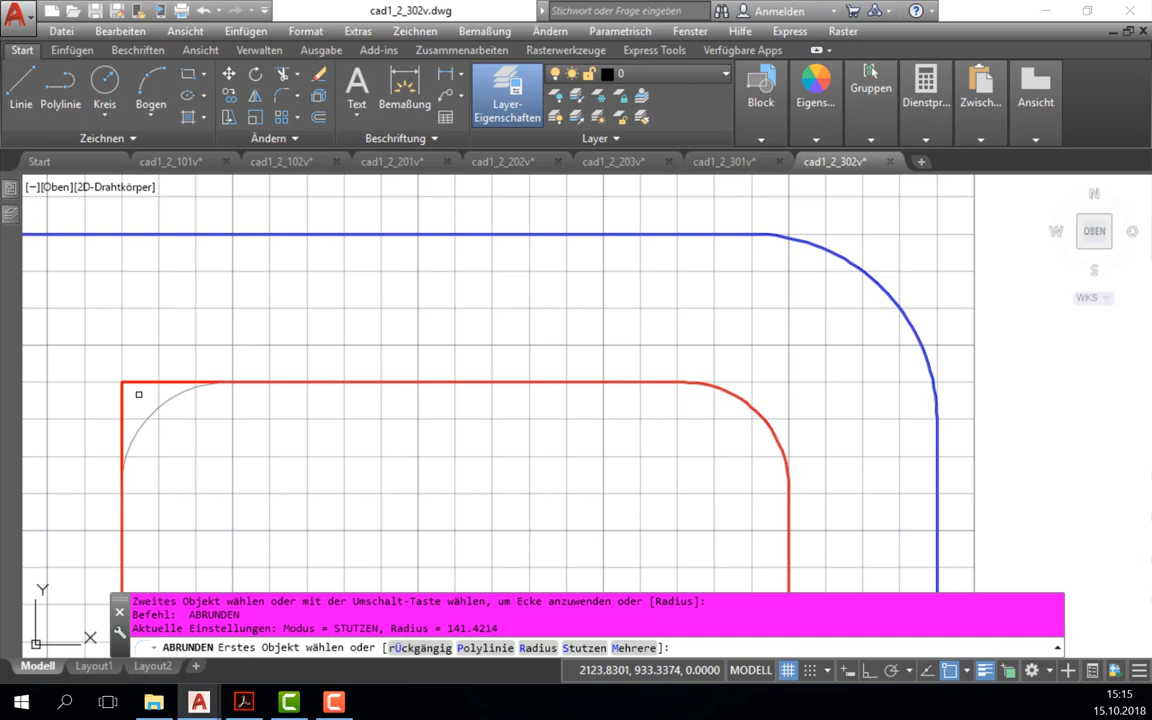 cad1_2_302v.dwg
Stichwort oder Frage eingeben
Anmelden
Datei Bearbeiten Ansicht Einfügen Format Extras Zeichnen Bemaßung Ändern Parametrisch Fenster Hilfe Express Raster
Start Einfügen Beschriften Ansicht Verwalten Ausgabe Add-ins Zusammenarbeiten Rasterwerkzeuge Express Tools Verfügbare Apps
0
Linie Polylinie Kreis Bogen
Text Bemaßung
Layer-
Eigenschaften
Block Eigens... Gruppen Dienstpr... Zwisch... Ansicht
Zeichnen Ändern Beschriftung Layer
Start cad1_2_101v* cad1_2_102v* cad1_2_201v* cad1_2_202v* cad1_2_203v* cad1_2_301v* cad1_2_302v*
[−][Oben][2D-Drahtkörper]
N
W OBEN O
S
WKS
Y
X
Zweites Objekt wählen oder mit der Umschalt-Taste wählen, um Ecke anzuwenden oder [Radius]:
Befehl: ABRUNDEN
Aktuelle Einstellungen: Modus = STUTZEN, Radius = 141.4214
ABRUNDEN Erstes Objekt wählen oder [rÜckgängig Polylinie Radius Stutzen Mehrere]:
Modell Layout1 Layout2 +
2123.8301, 933.3374, 0.0000 MODELL
15:15
15.10.2018